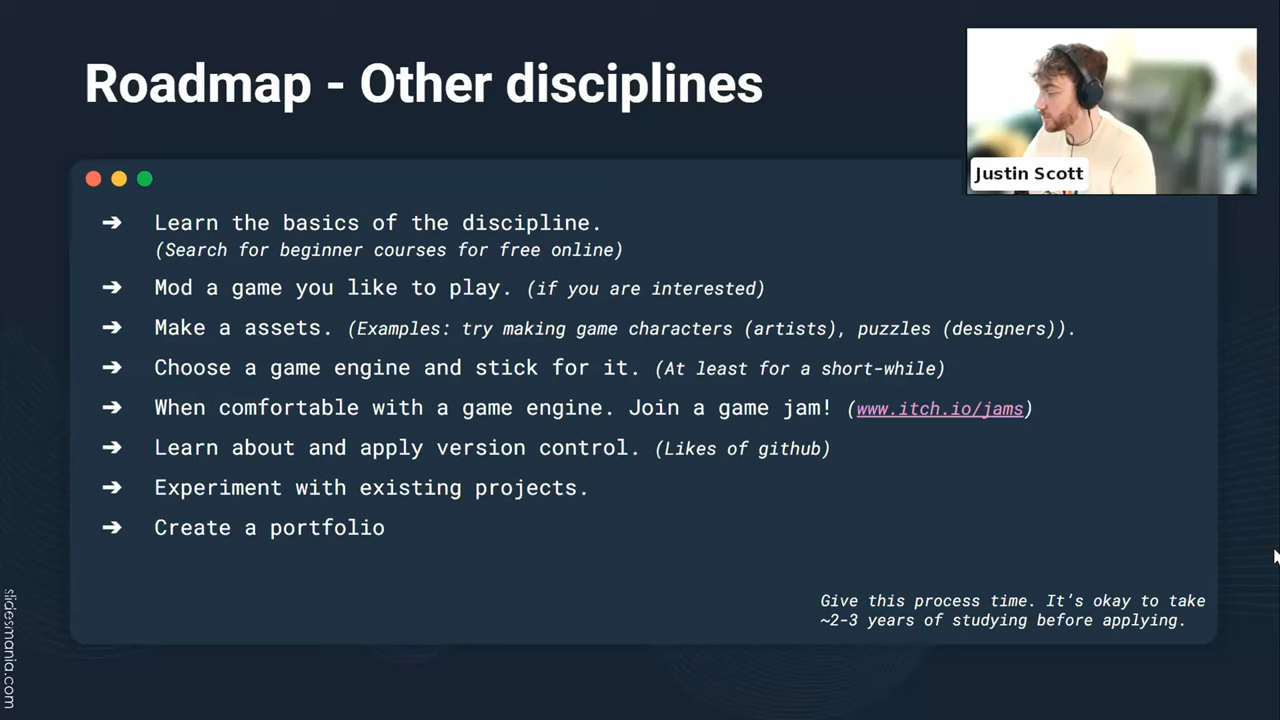 Roadmap - Other disciplines
Justin Scott
➔ Learn the basics of the discipline.
(Search for beginner courses for free online)
➔ Mod a game you like to play. (if you are interested)
➔ Make a assets. (Examples: try making game characters (artists), puzzles (designers)).
➔ Choose a game engine and stick for it. (At least for a short-while)
➔ When comfortable with a game engine. Join a game jam! (www.itch.io/jams)
➔ Learn about and apply version control. (Likes of github)
➔ Experiment with existing projects.
➔ Create a portfolio
Give this process time. It's okay to take
~2-3 years of studying before applying.
slidesmania.com